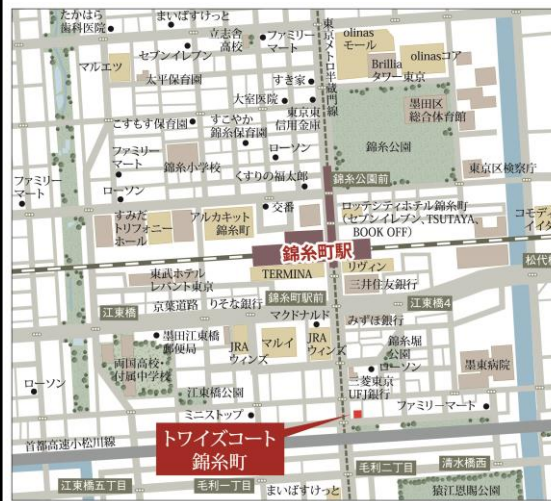 たかはら
歯科医院
まいばすけっと
セブンイレブン
マルエツ
太平保育園
立志舎
高校
ファミリー
マート
東京メトロ半蔵門線
olinas
モール
olinasコア
Brillia
タワー東京
すき家
大室医院
東京東
信用金庫
墨田区
総合体育館
こすもす保育園
すこやか
錦糸保育園
ローソン
錦糸公園
錦糸小学校
ファミリー
マート
ファミリー
マート
くすりの福太郎
錦糸公園前
東京区検察庁
ローソン
交番
すみだ
トリフォニー
ホール
アルカキット
錦糸町
ロッテシティホテル錦糸町
(セブンイレブン、TSUTAYA、
BOOK OFF)
コモディ
イイダ
錦糸町駅
松代橋
東武ホテル
レバント東京
TERMINA
リヴィン
三井住友銀行
江東橋
京葉道路
りそな銀行
錦糸町駅前
江東橋4
マクドナルド
みずほ銀行
墨田江東橋
郵便局
JRA
ウィンズ
マルイ
JRA
ウィンズ
錦糸堀
公園
両国高校・
付属中学校
ローソン
墨東病院
ローソン
江東橋公園
三菱東京
UFJ銀行
ミニストップ
ファミリーマート
首都高速小松川線
トワイズコート
錦糸町
江東橋五丁目
毛利一丁目
まいばすけっと
毛利二丁目
清水橋西
猿江恩賜公園